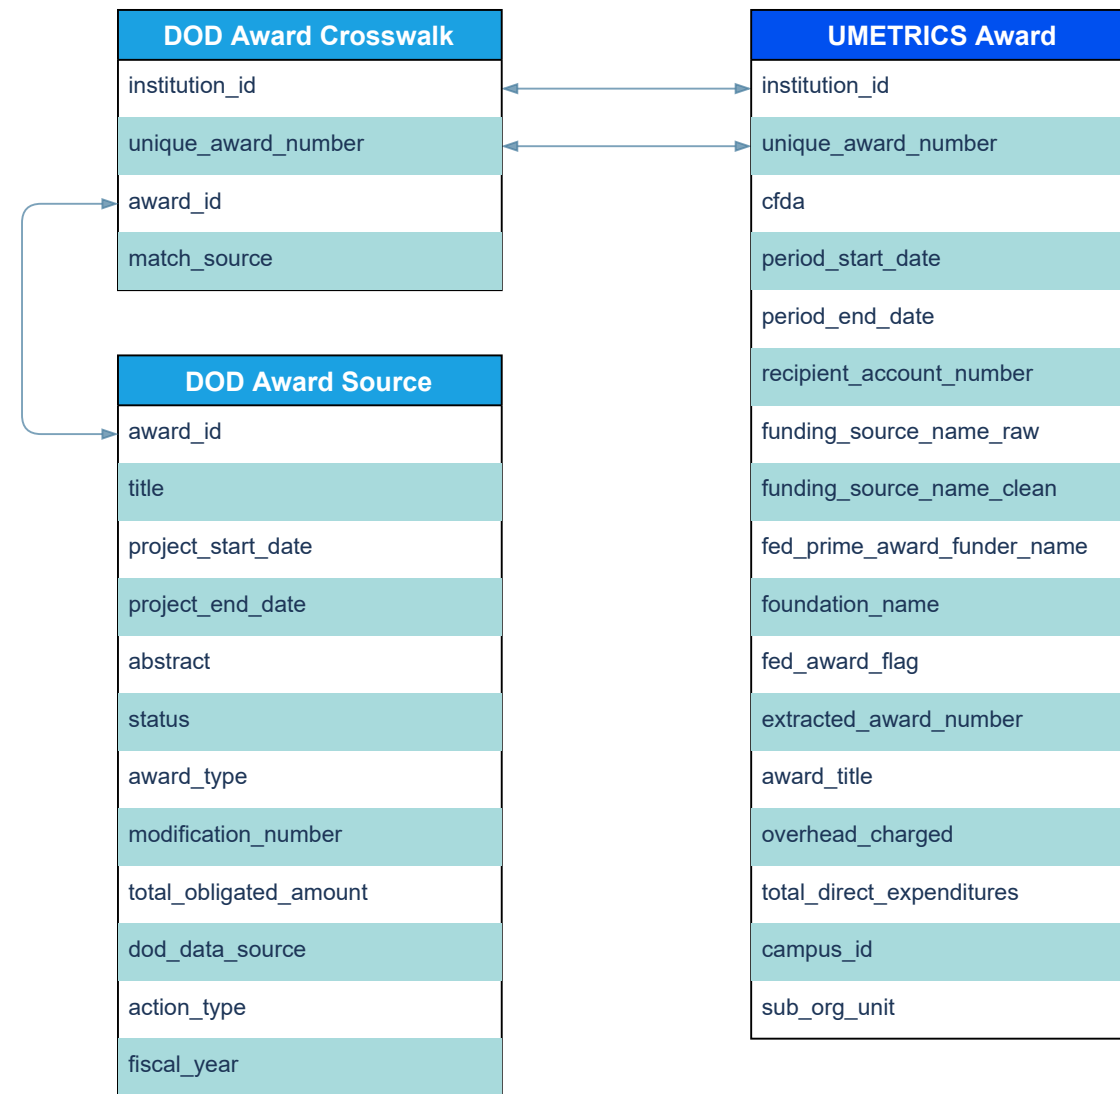 DOD Award Crosswalk
institution_id
unique_award_number
award_id
match_source
DOD Award Source
award_id
title
project_start_date
project_end_date
abstract
status
award_type
modification_number
total_obligated_amount
dod_data_source
action_type
fiscal_year
UMETRICS Award
institution_id
unique_award_number
cfda
period_start_date
period_end_date
recipient_account_number
funding_source_name_raw
funding_source_name_clean
fed_prime_award_funder_name
foundation_name
fed_award_flag
extracted_award_number
award_title
overhead_charged
total_direct_expenditures
campus_id
sub_org_unit